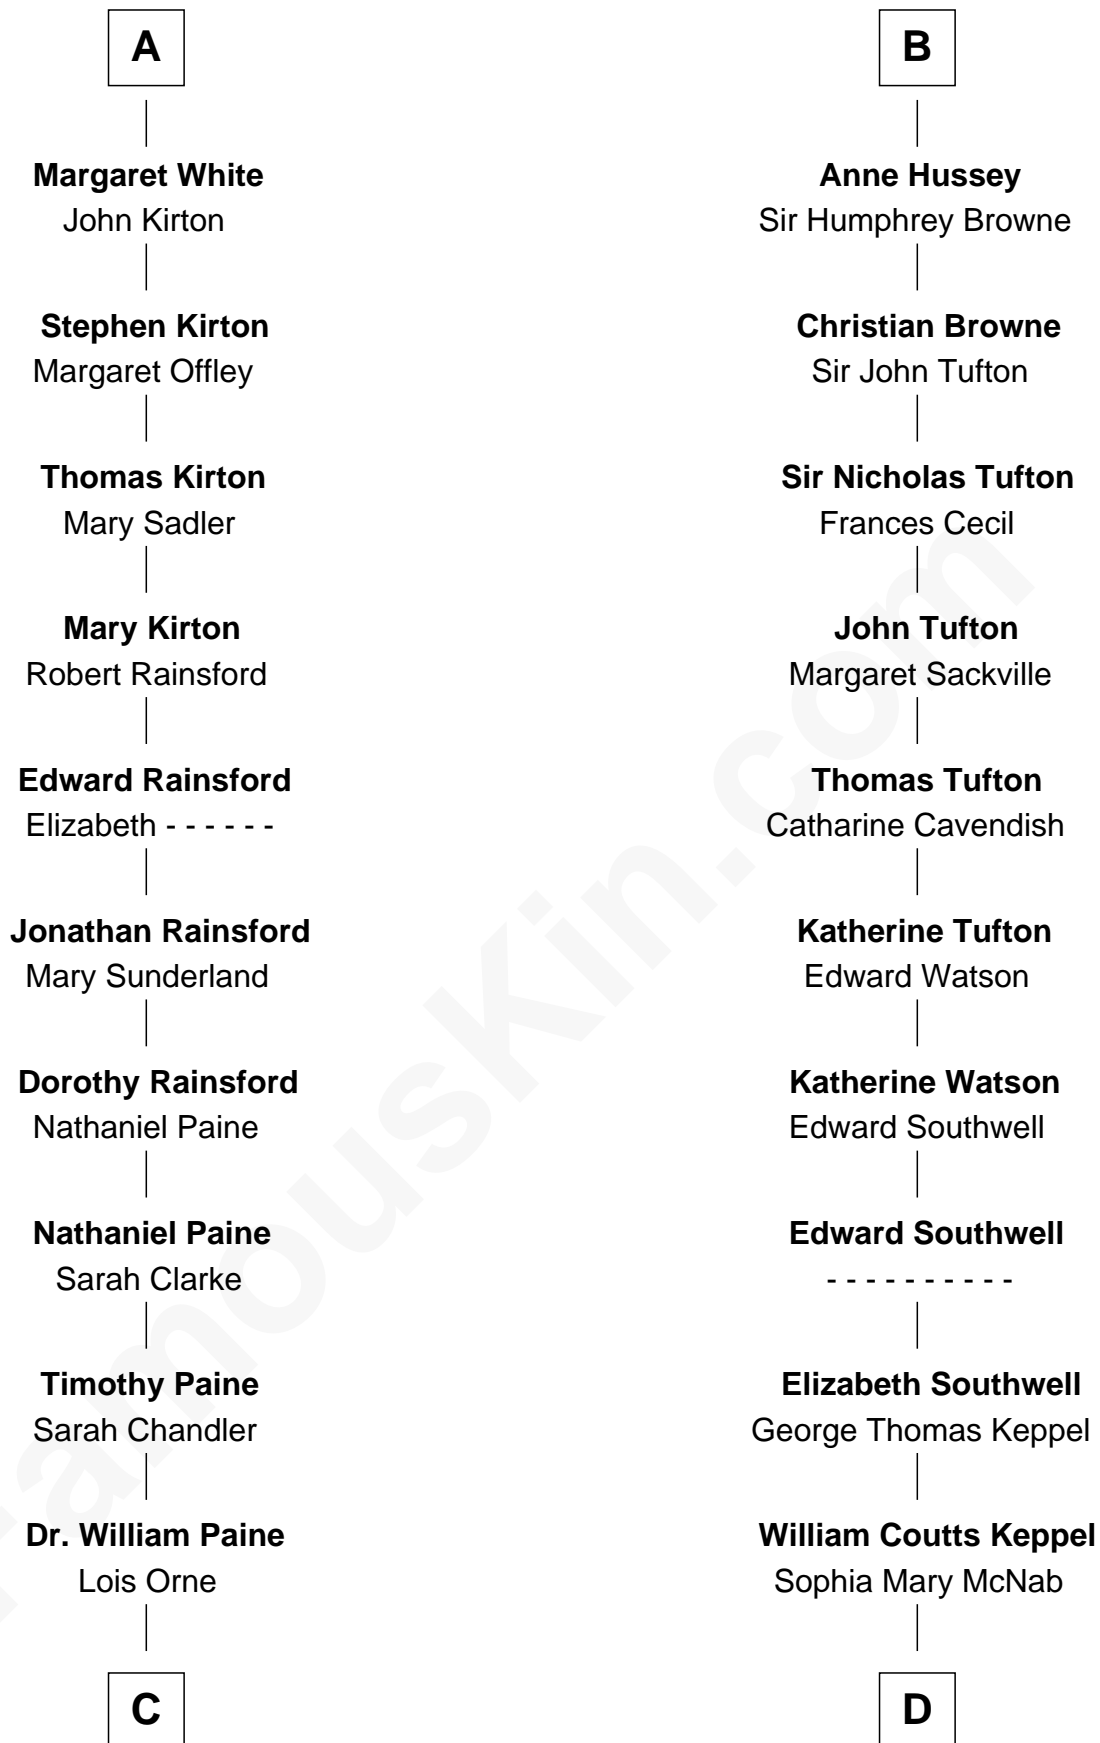 A
Margaret White
John Kirton
Stephen Kirton
Margaret Offley
Thomas Kirton
Mary Sadler
Mary Kirton
Robert Rainsford
Edward Rainsford
Elizabeth - - - - - -
Jonathan Rainsford
Mary Sunderland
Dorothy Rainsford
Nathaniel Paine
Nathaniel Paine
Sarah Clarke
Timothy Paine
Sarah Chandler
Dr. William Paine
Lois Orne
C
B
Anne Hussey
Sir Humphrey Browne
Christian Browne
Sir John Tufton
Sir Nicholas Tufton
Frances Cecil
John Tufton
Margaret Sackville
Thomas Tufton
Catharine Cavendish
Katherine Tufton
Edward Watson
Katherine Watson
Edward Southwell
Edward Southwell
- - - - - - - - - -
Elizabeth Southwell
George Thomas Keppel
William Coutts Keppel
Sophia Mary McNab
D
FamousKin.com